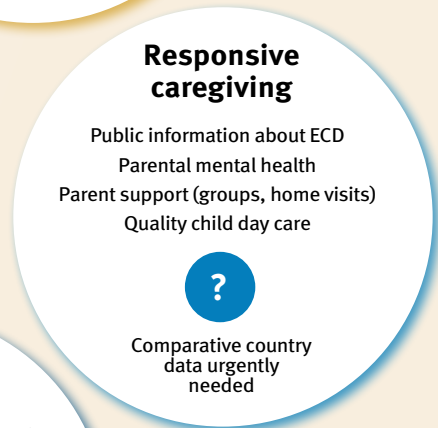 Responsive
caregiving
Public information about ECD
Parental mental health
Parent support (groups, home visits)
Quality child day care
?
Comparative country
data urgently
needed